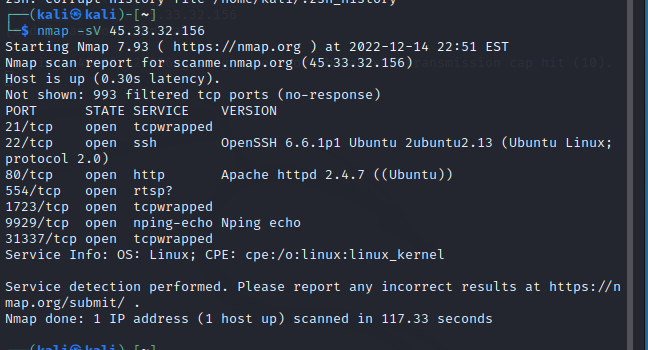 zsh: corrupt history file /home/kali/.zsh_history
(kali㉿kali)-[~]
$ nmap -sV 45.33.32.156
Starting Nmap 7.93 ( https://nmap.org ) at 2022-12-14 22:51 EST
Nmap scan report for scanme.nmap.org (45.33.32.156)
Host is up (0.30s latency).
Not shown: 993 filtered tcp ports (no-response)
PORT      STATE SERVICE    VERSION
21/tcp    open  tcpwrapped
22/tcp    open  ssh        OpenSSH 6.6.1p1 Ubuntu 2ubuntu2.13 (Ubuntu Linux;
protocol 2.0)
80/tcp    open  http       Apache httpd 2.4.7 ((Ubuntu))
554/tcp   open  rtsp?
1723/tcp  open  tcpwrapped
9929/tcp  open  nping-echo Nping echo
31337/tcp open  tcpwrapped
Service Info: OS: Linux; CPE: cpe:/o:linux:linux_kernel
Service detection performed. Please report any incorrect results at https://n
map.org/submit/ .
Nmap done: 1 IP address (1 host up) scanned in 117.33 seconds
(kali㉿kali)-[~]